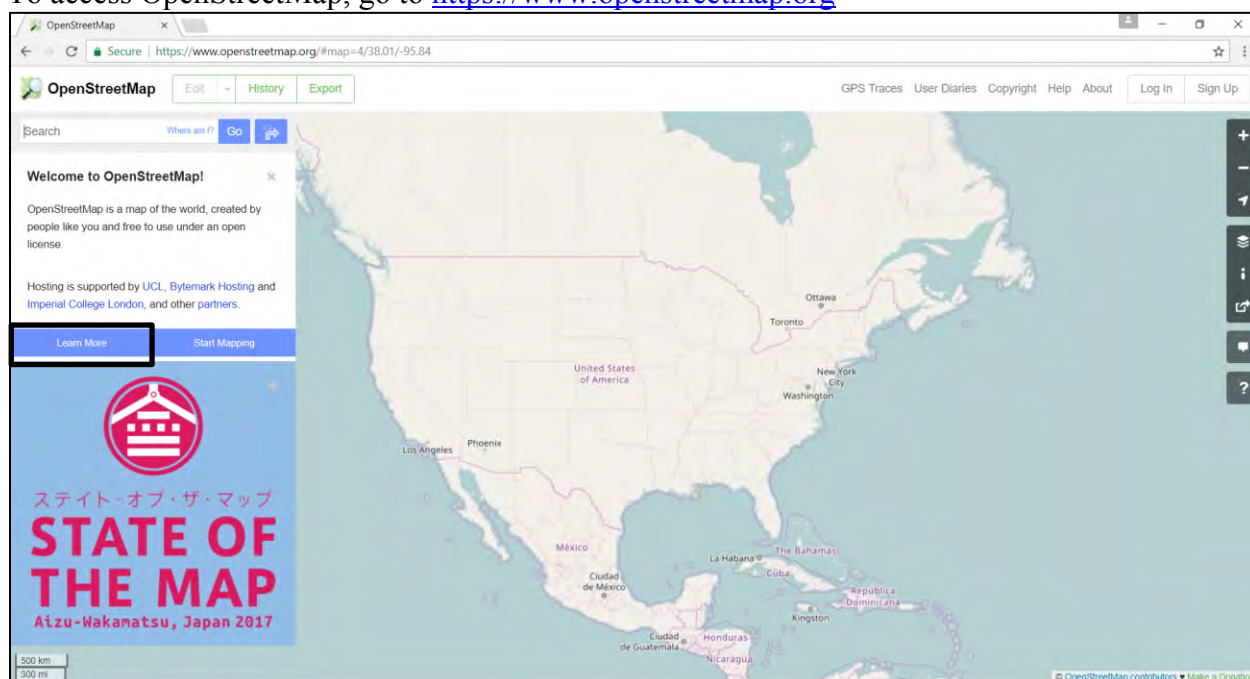 To access OpenStreetMap, go to https://www.openstreetmap.org
OpenStreetMap
Secure | https://www.openstreetmap.org/#map=4/38.01/-95.84
OpenStreetMap Edit History Export GPS Traces User Diaries Copyright Help About Log In Sign Up
Search Where am I? Go
Welcome to OpenStreetMap!
OpenStreetMap is a map of the world, created by
people like you and free to use under an open
license.
Hosting is supported by UCL, Bytemark Hosting and
Imperial College London, and other partners.
Learn More Start Mapping
ステイト・オブ・ザ・マップ
STATE OF
THE MAP
Aizu-Wakamatsu, Japan 2017
500 km
300 mi
Ottawa
Toronto
United States
of America
New York
City
Washington
Los Angeles
Phoenix
México
La Habana
The Bahamas
Cuba
Ciudad
de México
República
Dominicana
Kingston
Ciudad
de Guatemala
Honduras
Nicaragua
© OpenStreetMap contributors ♥ Make a Donation